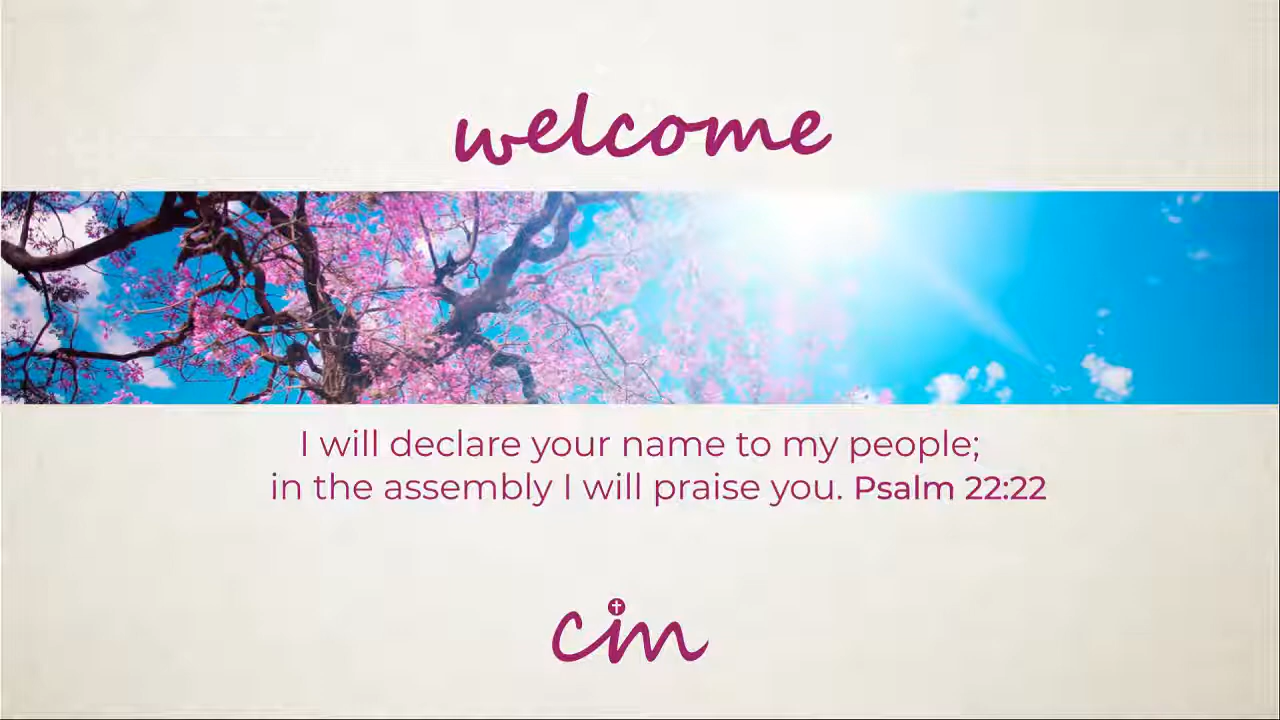 welcome
I will declare your name to my people;
in the assembly I will praise you. Psalm 22:22
cim